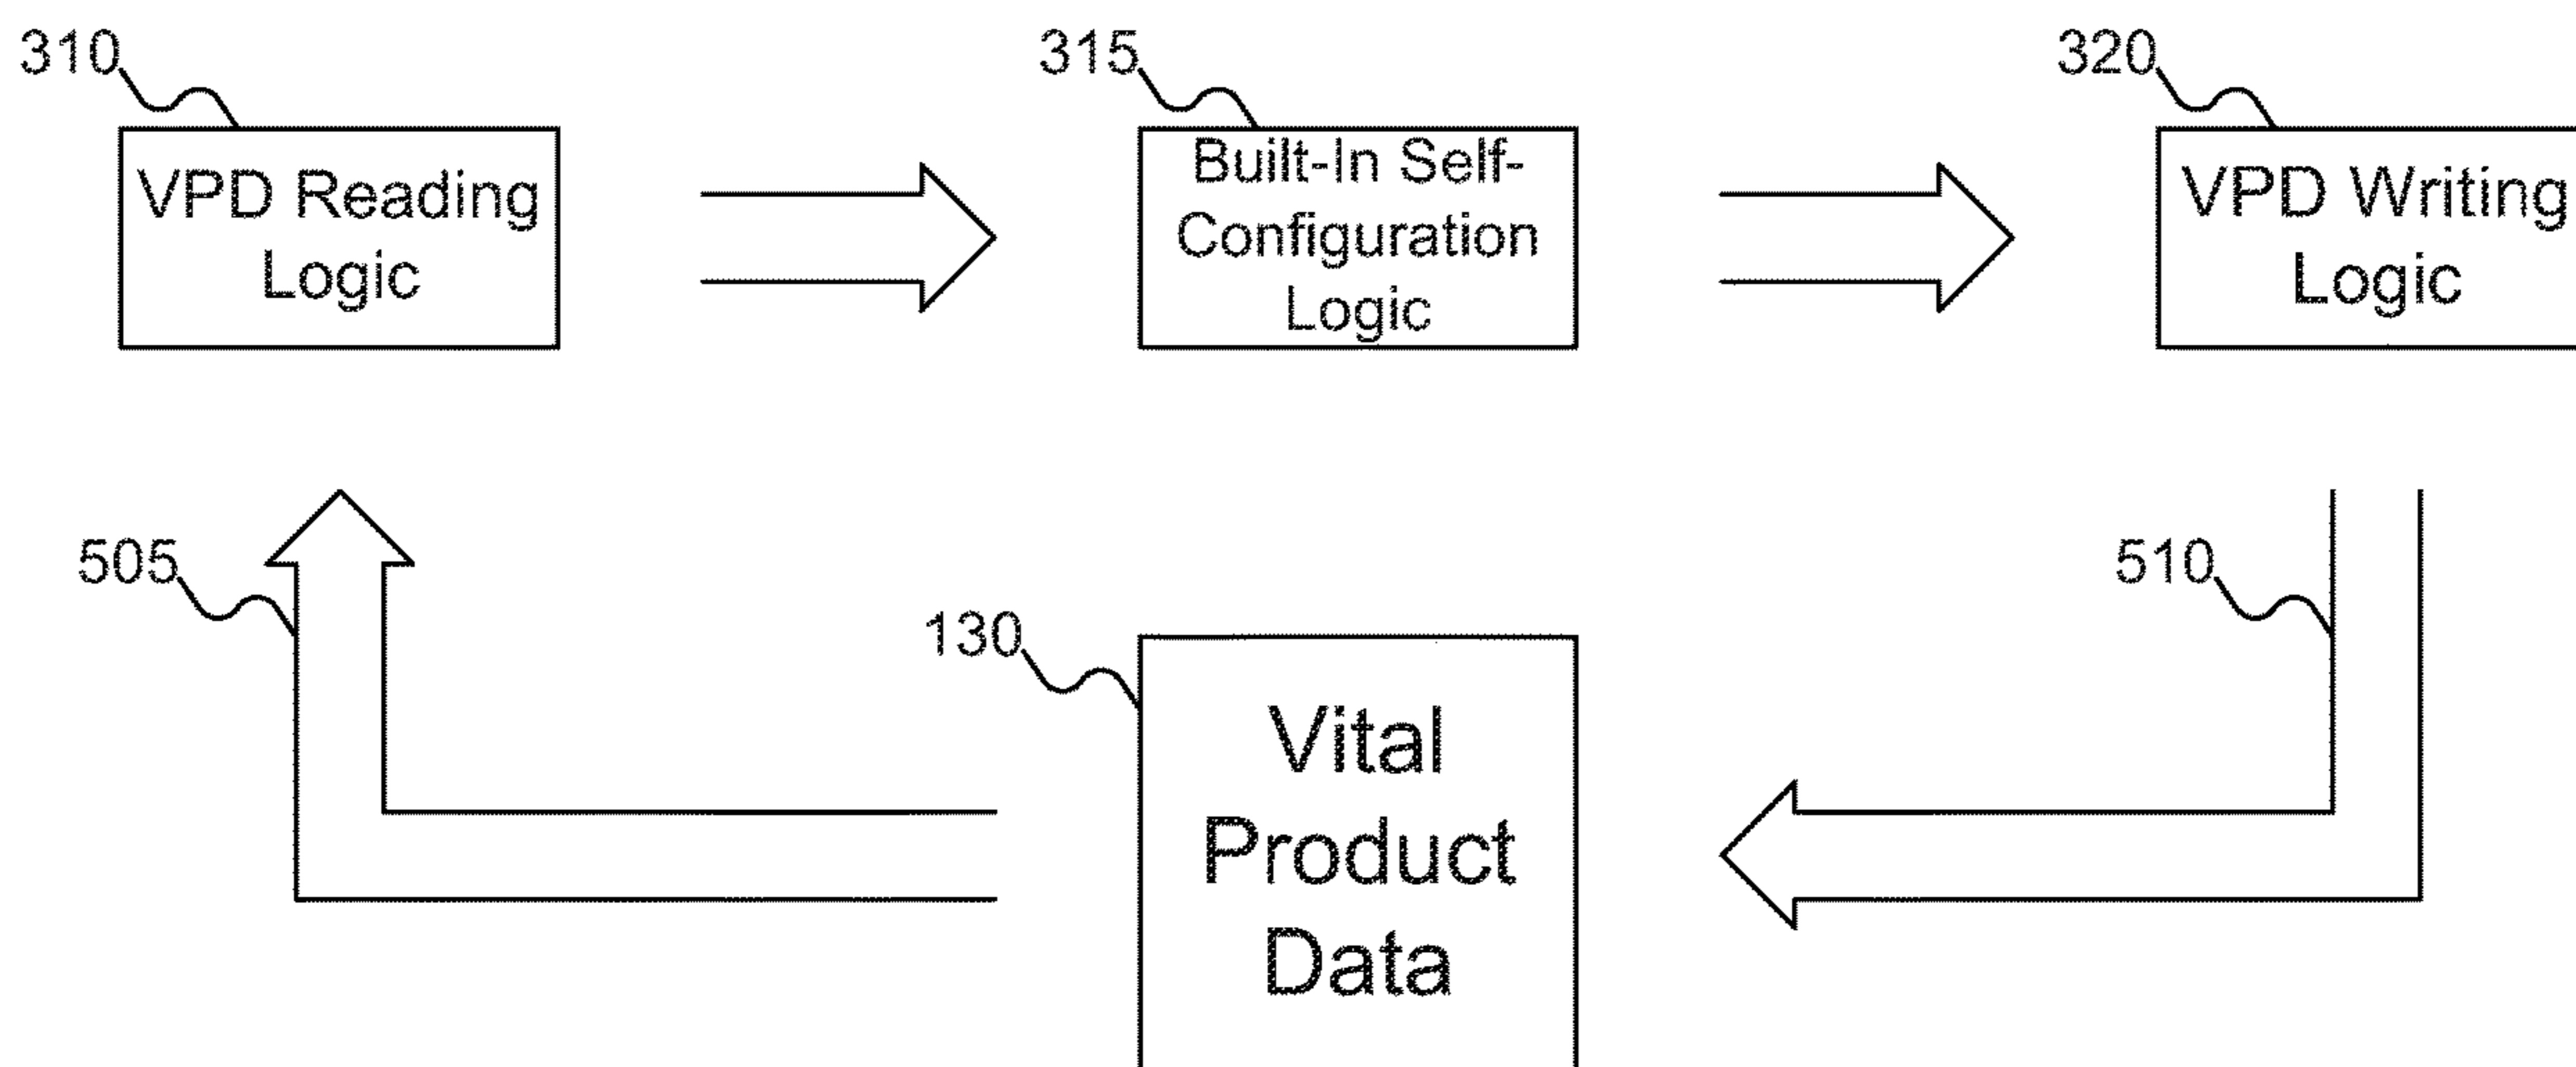 310
315
320
VPD Reading
Logic
Built-In Self-
Configuration
Logic
VPD Writing
Logic
505
510
130
Vital
Product
Data